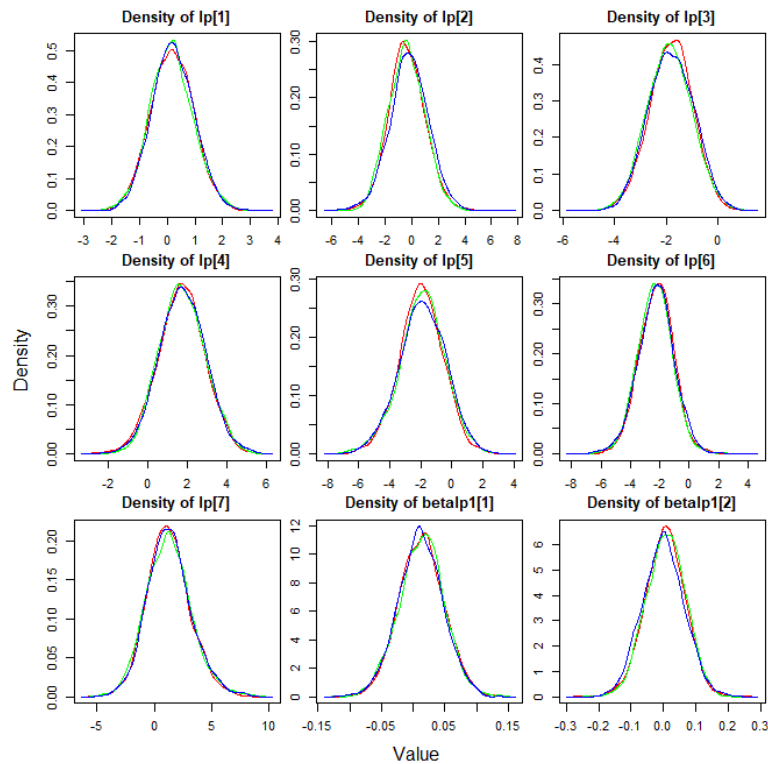 Density of lp[1]
0.5
0.4
0.3
0.2
0.1
0.0
-3 -2 -1 0 1 2 3 4
Density of lp[2]
0.30
0.20
0.10
0.00
-6 -4 -2 0 2 4 6 8
Density of lp[3]
0.4
0.3
0.2
0.1
0.0
-6 -4 -2 0
Density of lp[4]
0.30
0.20
0.10
0.00
-2 0 2 4 6
Density of lp[5]
0.30
0.20
0.10
0.00
-8 -6 -4 -2 0 2 4
Density of lp[6]
0.30
0.20
0.10
0.00
-8 -6 -4 -2 0 2 4
Density
Density of lp[7]
0.20
0.15
0.10
0.05
0.00
-5 0 5 10
Density of betalp1[1]
12
10
8
6
4
2
0
-0.15 -0.05 0.05 0.15
Density of betalp1[2]
6
5
4
3
2
1
0
-0.3 -0.2 -0.1 0.0 0.1 0.2 0.3
Value